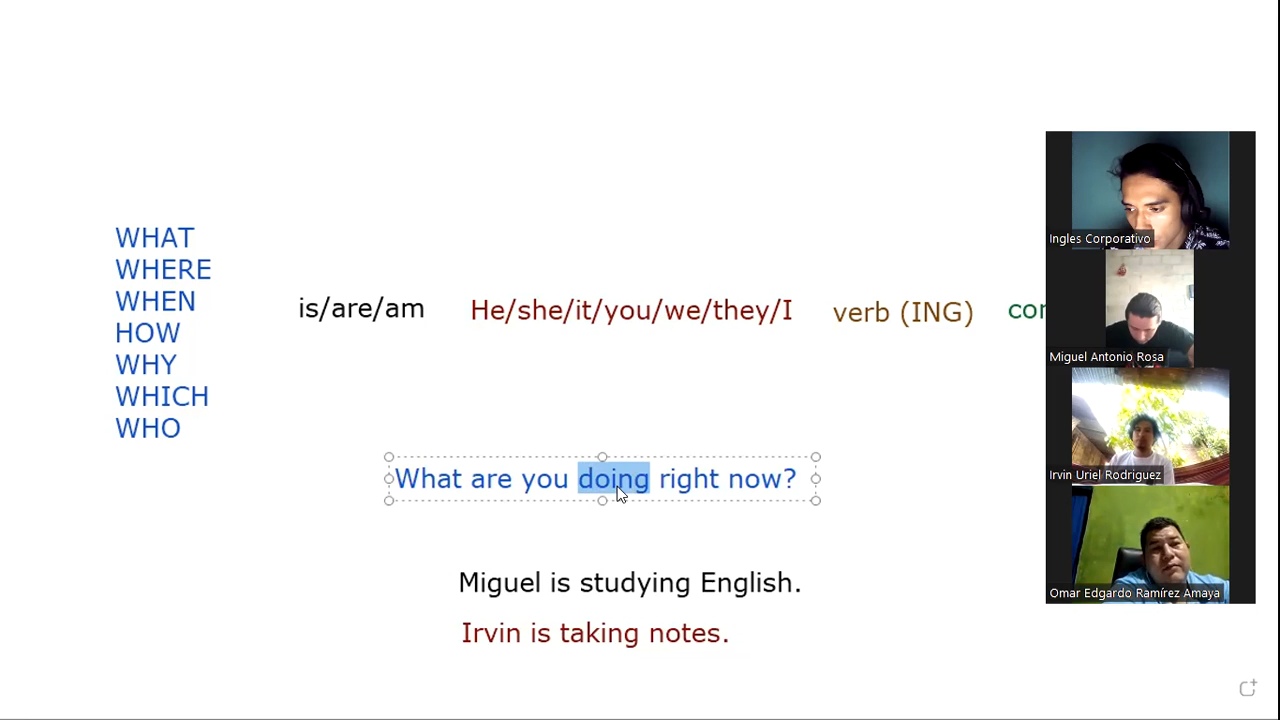 WHAT
WHERE
WHEN
HOW
WHY
WHICH
WHO
is/are/am
He/she/it/you/we/they/I
verb (ING)
What are you doing right now?
Miguel is studying English.
Irvin is taking notes.
Ingles Corporativo
Miguel Antonio Rosa
Irvin Uriel Rodriguez
Omar Edgardo Ramírez Amaya